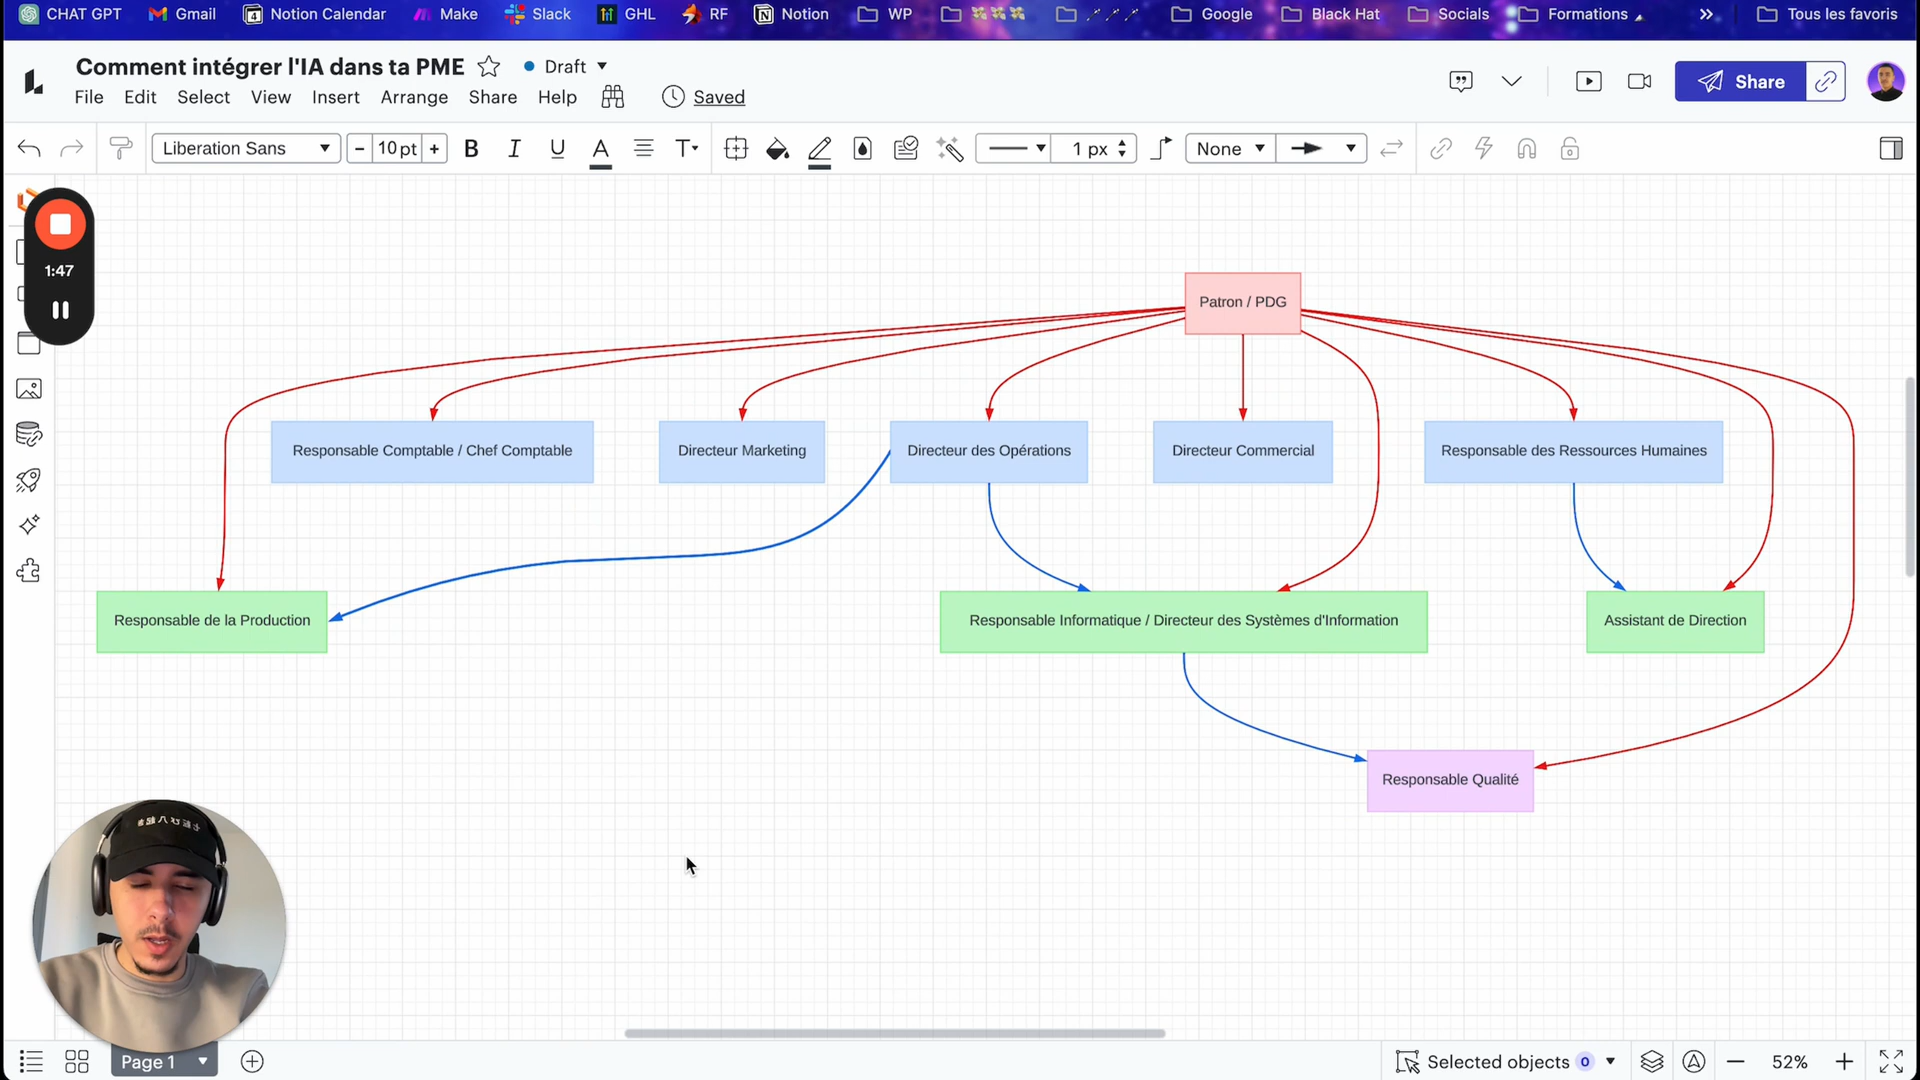 CHAT GPT Gmail Notion Calendar Make Slack GHL RF Notion WP Google Black Hat Socials Formations Tous les favoris
Comment intégrer l'IA dans ta PME Draft
File Edit Select View Insert Arrange Share Help Saved
Share
Liberation Sans 10 pt B I U A T 1 px None
1:47
Patron / PDG
Responsable Comptable / Chef Comptable
Directeur Marketing
Directeur des Opérations
Directeur Commercial
Responsable des Ressources Humaines
Responsable de la Production
Responsable Informatique / Directeur des Systèmes d'Information
Assistant de Direction
Responsable Qualité
Page 1
Selected objects 0
52%